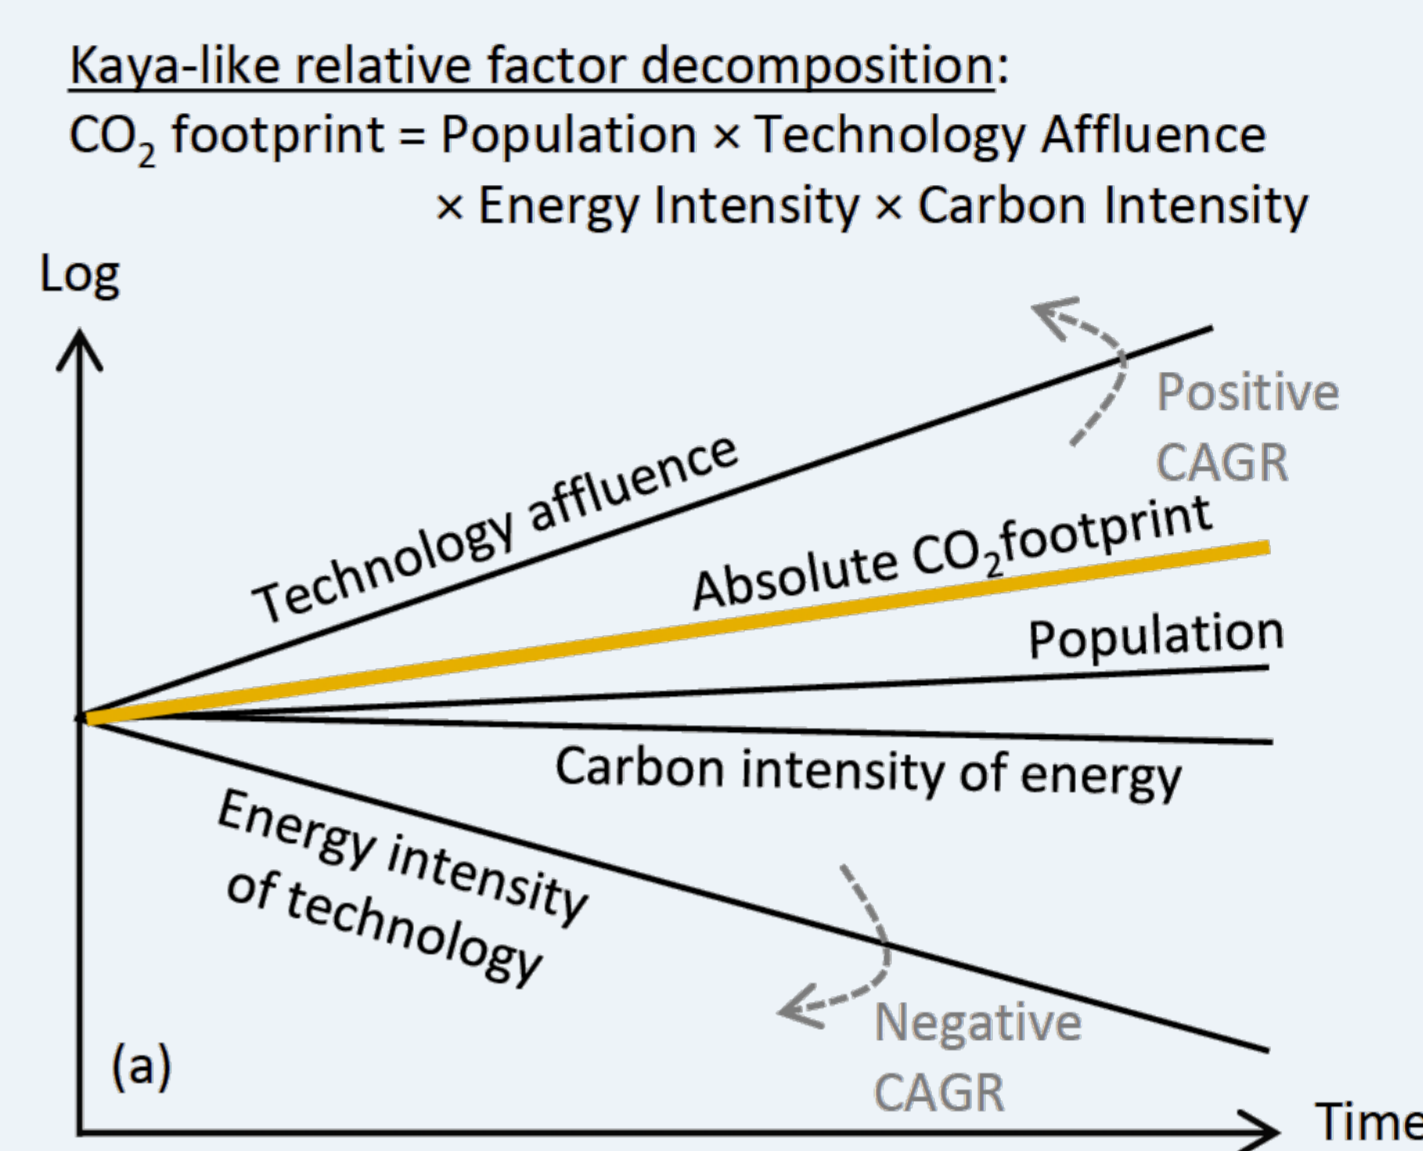 Kaya-like relative factor decomposition:
CO₂ footprint = Population × Technology Affluence
× Energy Intensity × Carbon Intensity
Log
Positive
CAGR
Technology affluence
Absolute CO₂footprint
Population
Carbon intensity of energy
Energy intensity
of technology
Negative
CAGR
(a)
Time